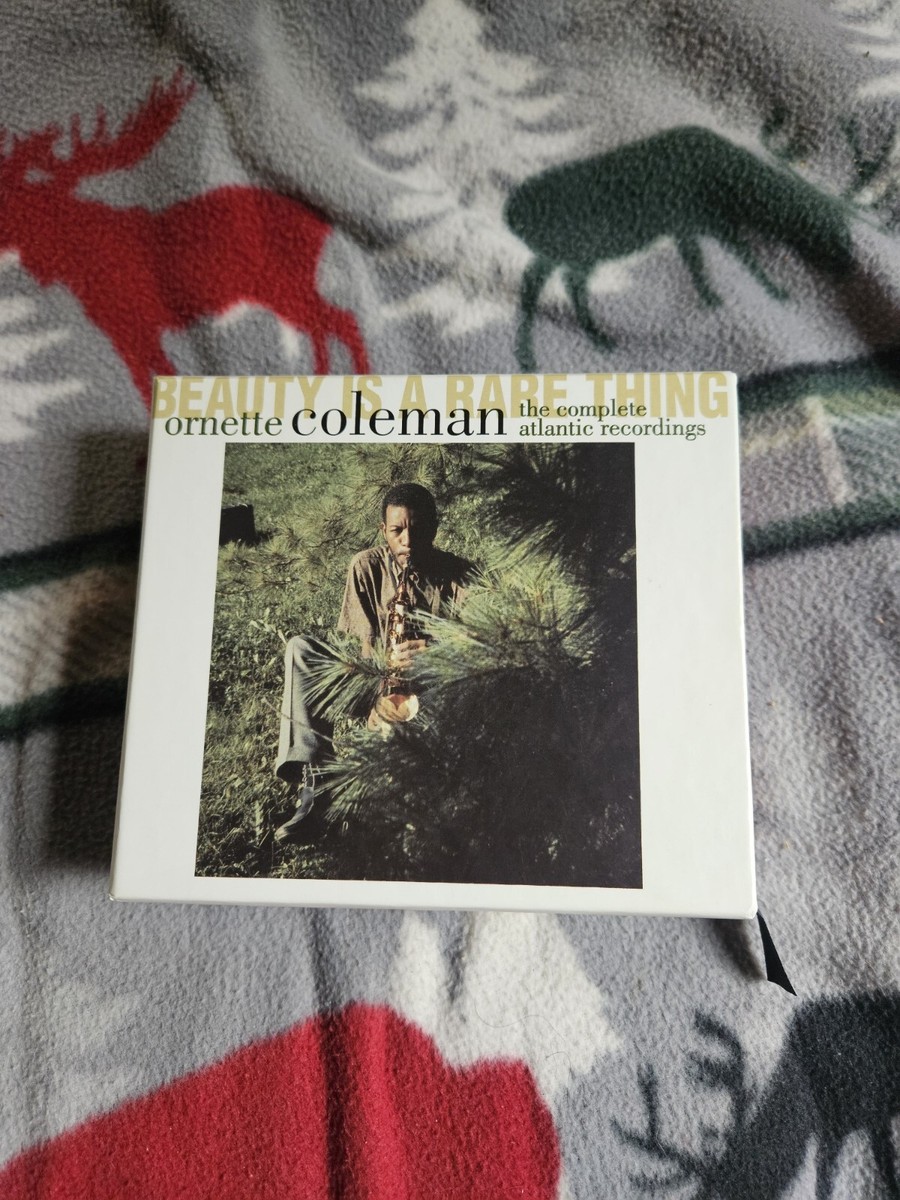 BEAUTY IS A RARE THING
ornette coleman
the complete
atlantic recordings